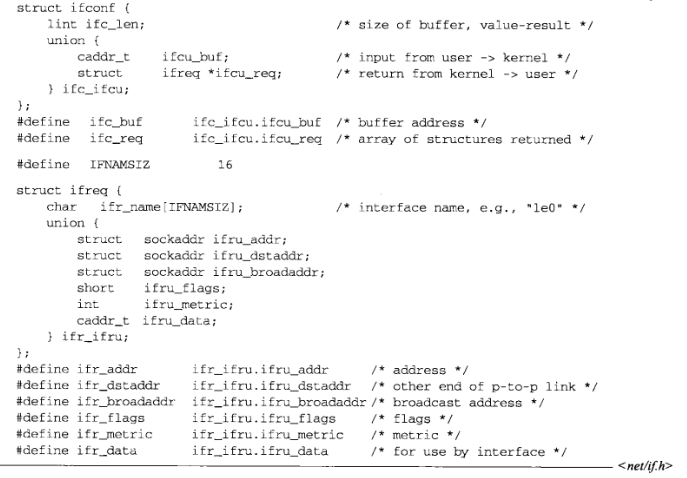 struct ifconf {
    lint ifc_len;                    /* size of buffer, value-result */
    union {
        caddr_t    ifcu_buf;         /* input from user -> kernel */
        struct     ifreq *ifcu_req;  /* return from kernel -> user */
    } ifc_ifcu;
};
#define  ifc_buf      ifc_ifcu.ifcu_buf  /* buffer address */
#define  ifc_req      ifc_ifcu.ifcu_req  /* array of structures returned */
#define  IFNAMSIZ        16
struct ifreq {
    char   ifr_name[IFNAMSIZ];       /* interface name, e.g., "le0" */
    union {
        struct   sockaddr ifru_addr;
        struct   sockaddr ifru_dstaddr;
        struct   sockaddr ifru_broadaddr;
        short    ifru_flags;
        int      ifru_metric;
        caddr_t  ifru_data;
    } ifr_ifru;
};
#define ifr_addr       ifr_ifru.ifru_addr     /* address */
#define ifr_dstaddr    ifr_ifru.ifru_dstaddr  /* other end of p-to-p link */
#define ifr_broadaddr  ifr_ifru.ifru_broadaddr /* broadcast address */
#define ifr_flags      ifr_ifru.ifru_flags    /* flags */
#define ifr_metric     ifr_ifru.ifru_metric   /* metric */
#define ifr_data       ifr_ifru.ifru_data     /* for use by interface */
<net/if.h>